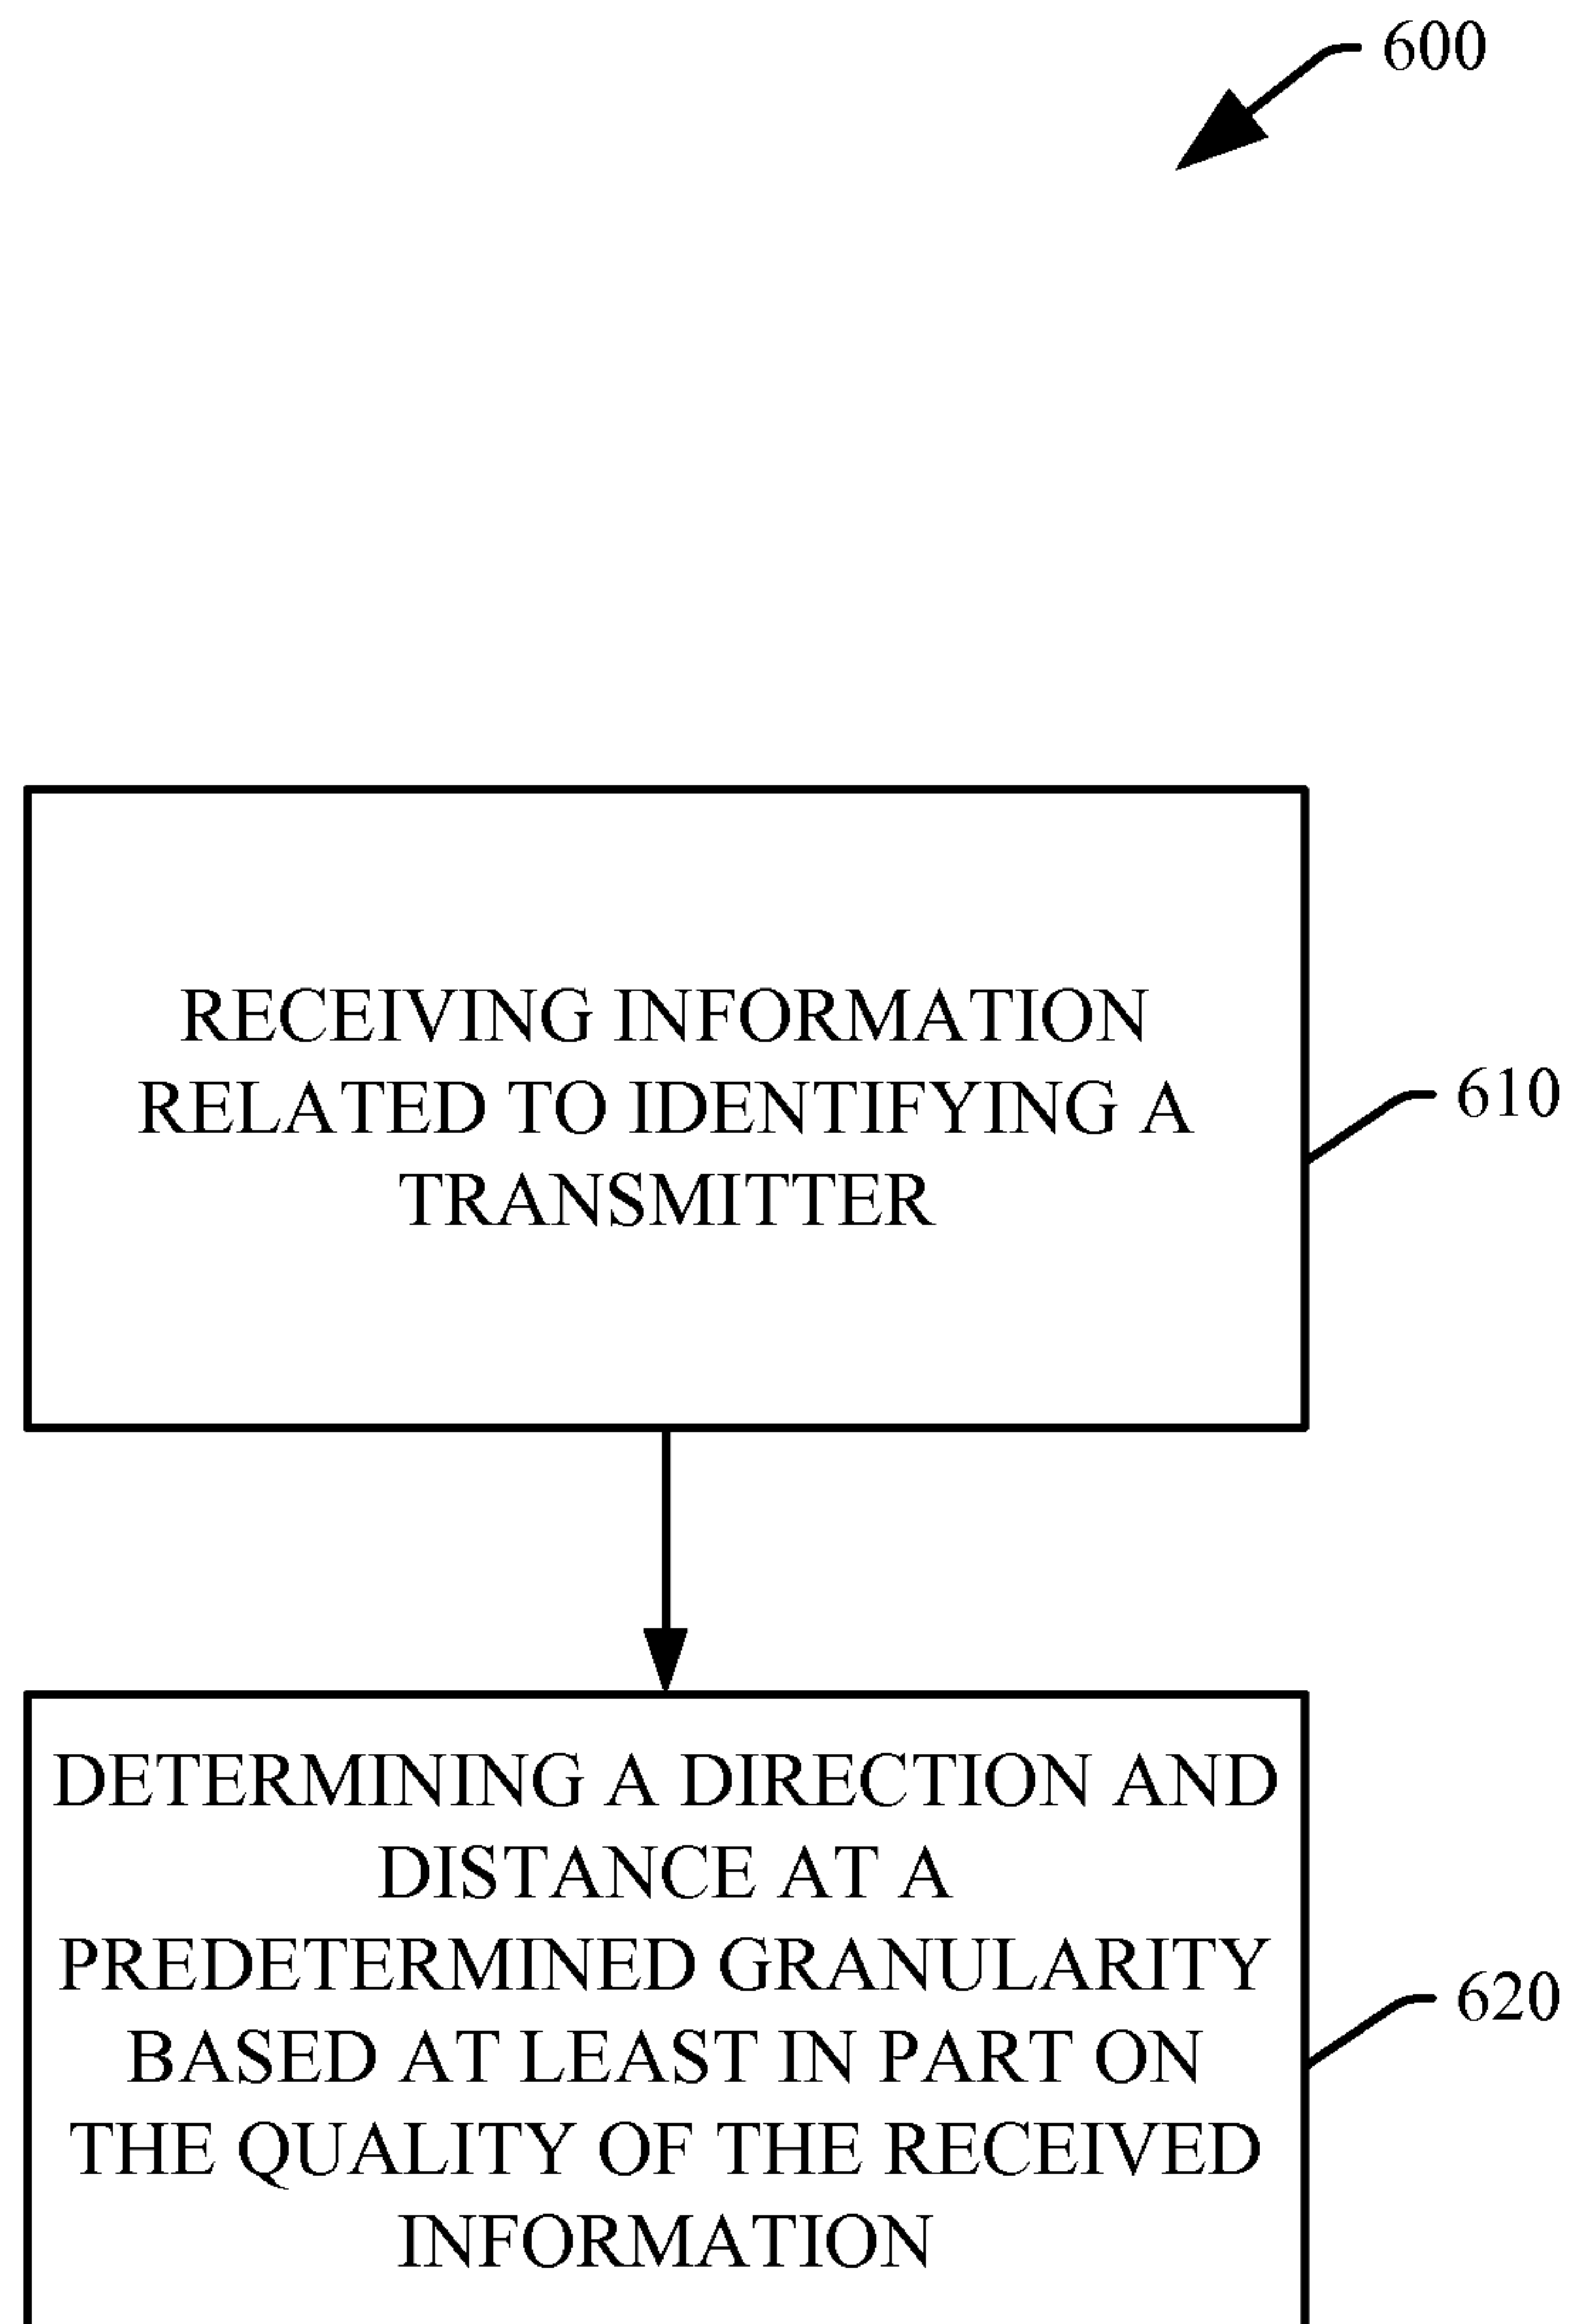 600
RECEIVING INFORMATION
RELATED TO IDENTIFYING A
TRANSMITTER
610
DETERMINING A DIRECTION AND
DISTANCE AT A
PREDETERMINED GRANULARITY
BASED AT LEAST IN PART ON
THE QUALITY OF THE RECEIVED
INFORMATION
620